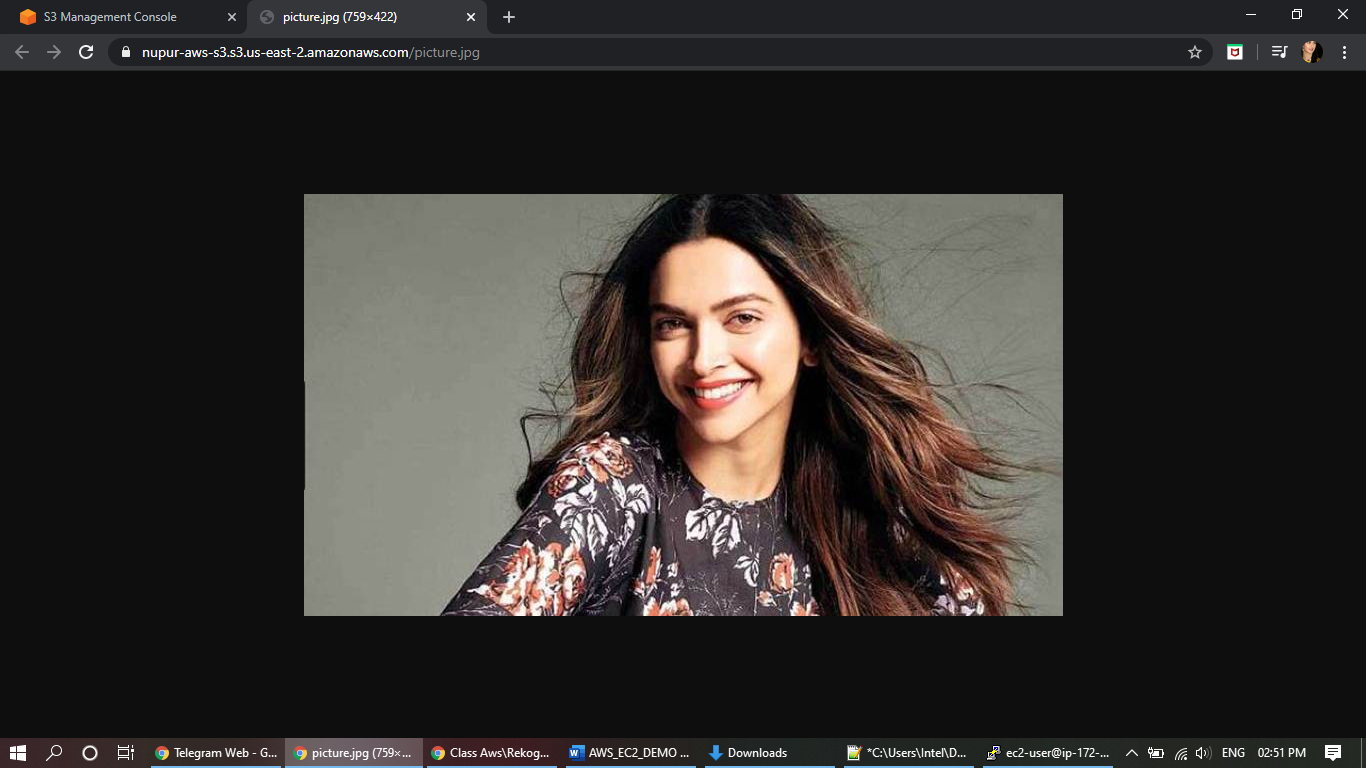 S3 Management Console
picture.jpg (759×422)
nupur-aws-s3.s3.us-east-2.amazonaws.com/picture.jpg
Telegram Web - G...
picture.jpg (759×...
Class Aws\Rekog...
AWS_EC2_DEMO ...
Downloads
*C:\Users\Intel\D...
ec2-user@ip-172-...
ENG
02:51 PM